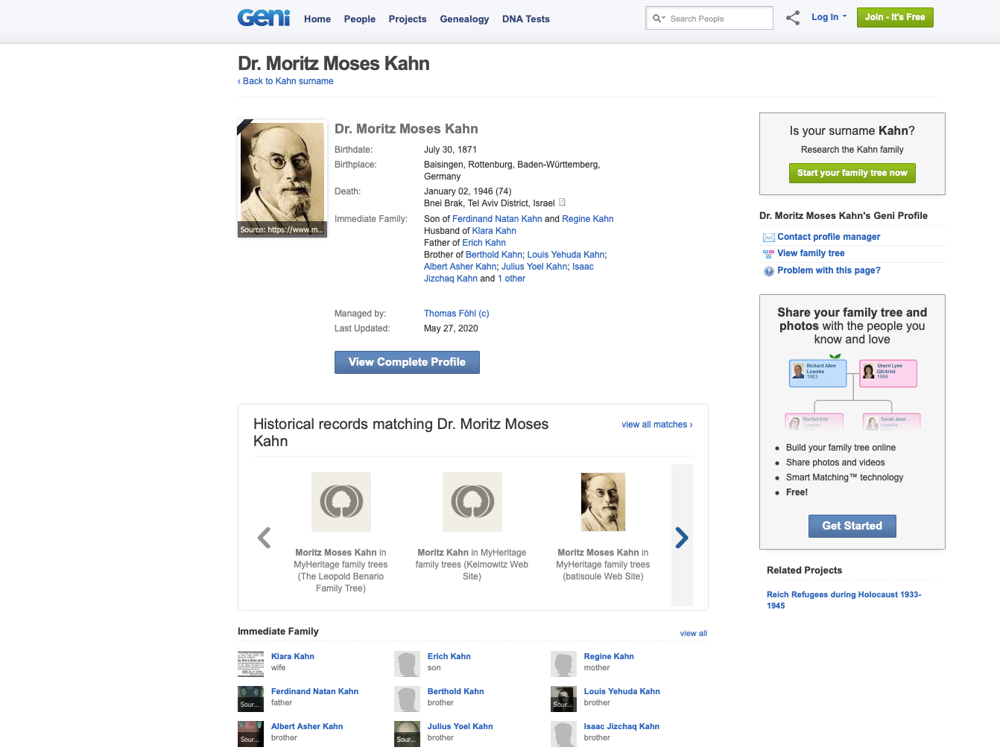 Geni
Home People Projects Genealogy DNA Tests
Search People
Log In
Join - It's Free
Dr. Moritz Moses Kahn
‹ Back to Kahn surname
Source: https://www.m...
Dr. Moritz Moses Kahn
Birthdate: July 30, 1871
Birthplace: Baisingen, Rottenburg, Baden-Württemberg,
Germany
Death: January 02, 1946 (74)
Bnei Brak, Tel Aviv District, Israel
Immediate Family: Son of Ferdinand Natan Kahn and Regine Kahn
Husband of Klara Kahn
Father of Erich Kahn
Brother of Berthold Kahn; Louis Yehuda Kahn;
Albert Asher Kahn; Julius Yoel Kahn; Isaac
Jizchaq Kahn and 1 other
Managed by: Thomas Föhl (c)
Last Updated: May 27, 2020
View Complete Profile
Historical records matching Dr. Moritz Moses
Kahn
view all matches ›
Moritz Moses Kahn in
MyHeritage family trees
(The Leopold Benario
Family Tree)
Moritz Kahn in MyHeritage
family trees (Keimowitz Web
Site)
Moritz Moses Kahn in
MyHeritage family trees
(batisoule Web Site)
Immediate Family
view all
Klara Kahn
wife
Erich Kahn
son
Regine Kahn
mother
Sour...
Ferdinand Natan Kahn
father
Berthold Kahn
brother
Sour...
Louis Yehuda Kahn
brother
Sour...
Albert Asher Kahn
brother
Sour...
Julius Yoel Kahn
brother
Isaac Jizchaq Kahn
brother
Is your surname Kahn?
Research the Kahn family
Start your family tree now
Dr. Moritz Moses Kahn's Geni Profile
Contact profile manager
View family tree
Problem with this page?
Share your family tree and
photos with the people you
know and love
Richard Allen
Loweke
1963
Sherri Lynn
Gilchrist
1966
Rachel Erin
Loweke
Sarah Jean
Loweke
Build your family tree online
Share photos and videos
Smart Matching™ technology
Free!
Get Started
Related Projects
Reich Refugees during Holocaust 1933-
1945